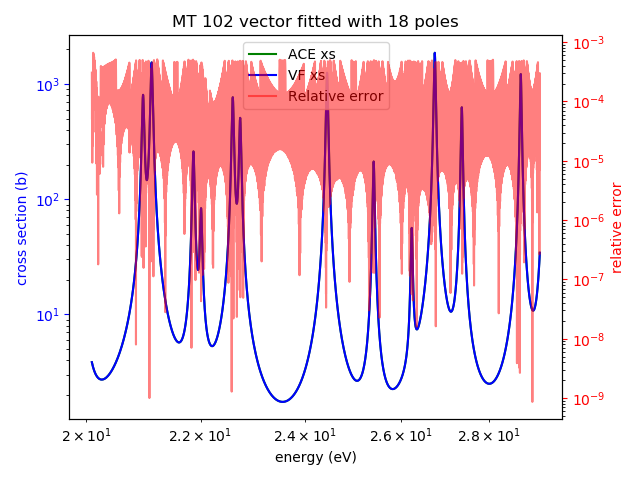 MT 102 vector fitted with 18 poles
ACE xs
VF xs
Relative error
cross section (b)
10³
10²
10¹
relative error
10⁻³
10⁻⁴
10⁻⁵
10⁻⁶
10⁻⁷
10⁻⁸
10⁻⁹
2 × 10¹ 2.2 × 10¹ 2.4 × 10¹ 2.6 × 10¹ 2.8 × 10¹
energy (eV)